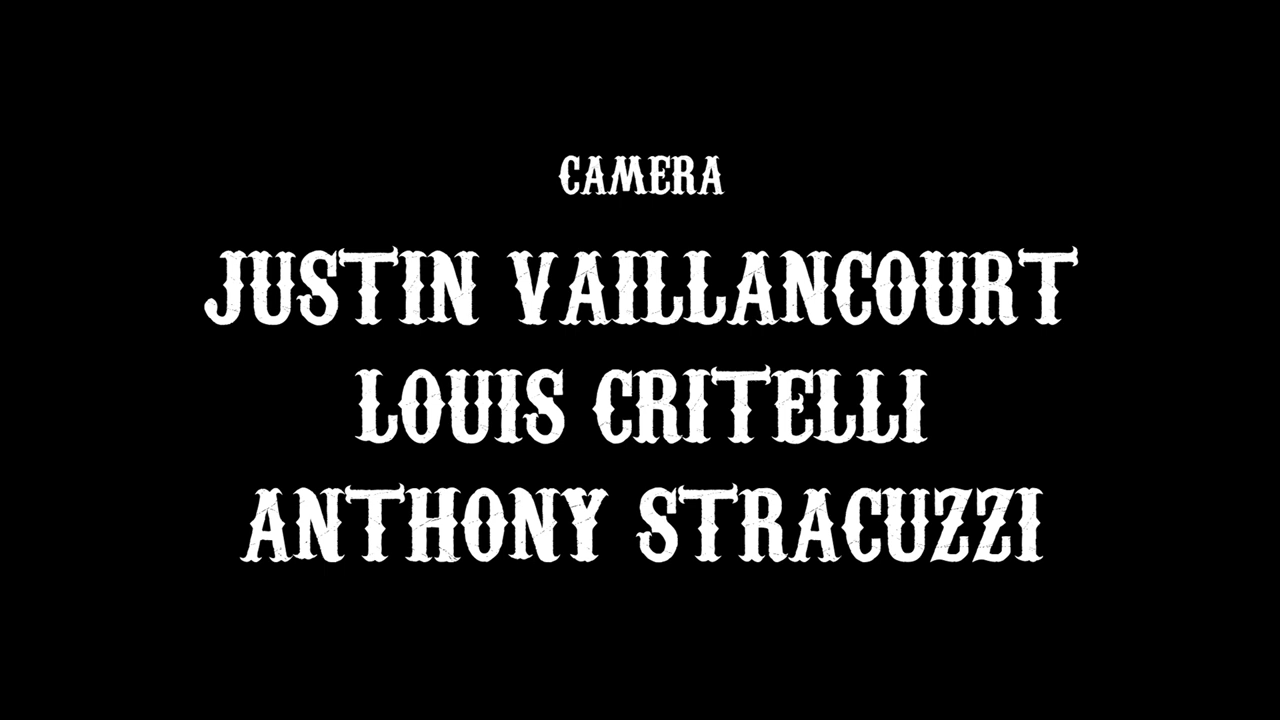 CAMERA
JUSTIN VAILLANCOURT
LOUIS CRITELLI
ANTHONY STRACUZZI